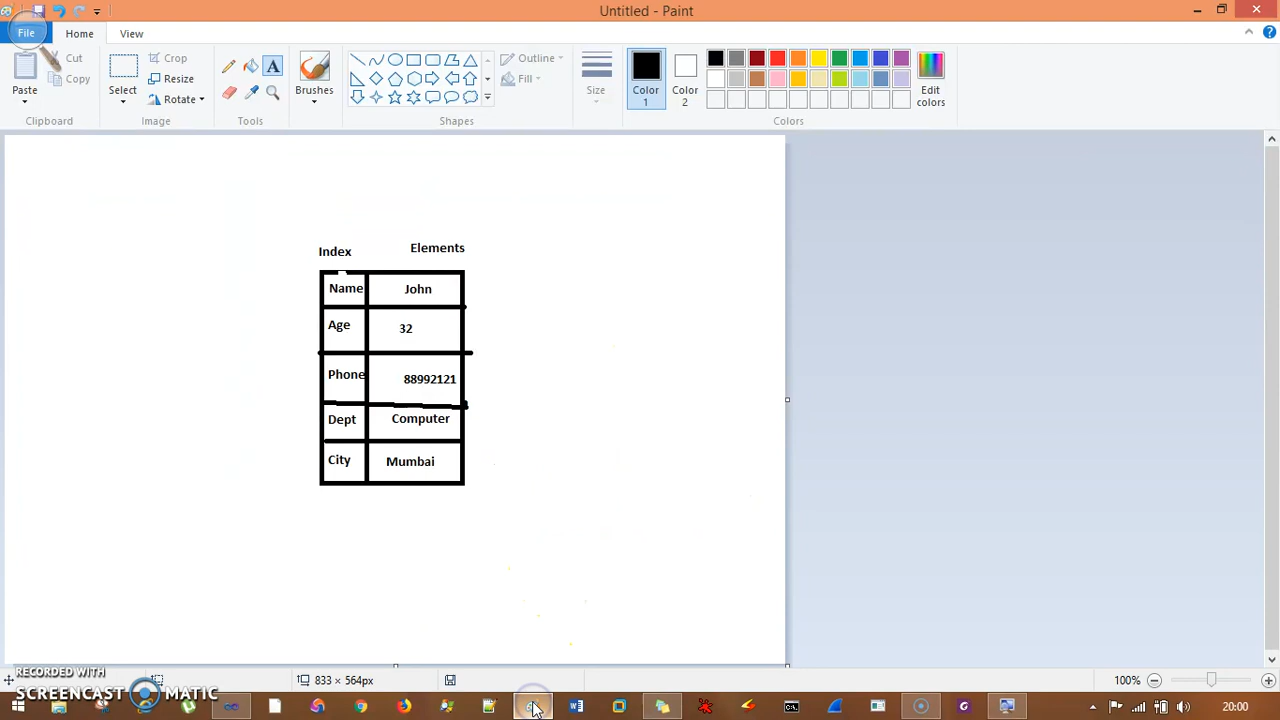 Untitled - Paint
File Home View
Paste
Cut
Copy
Clipboard
Select
Crop
Resize
Rotate
Image
A
Tools
Brushes
Outline
Fill
Shapes
Size
Color 1
Color 2
Edit colors
Colors
Index Elements
Name John
Age 32
Phone 88992121
Dept Computer
City Mumbai
833 × 564px
100%
RECORDED WITH
SCREENCAST MATIC
20:00